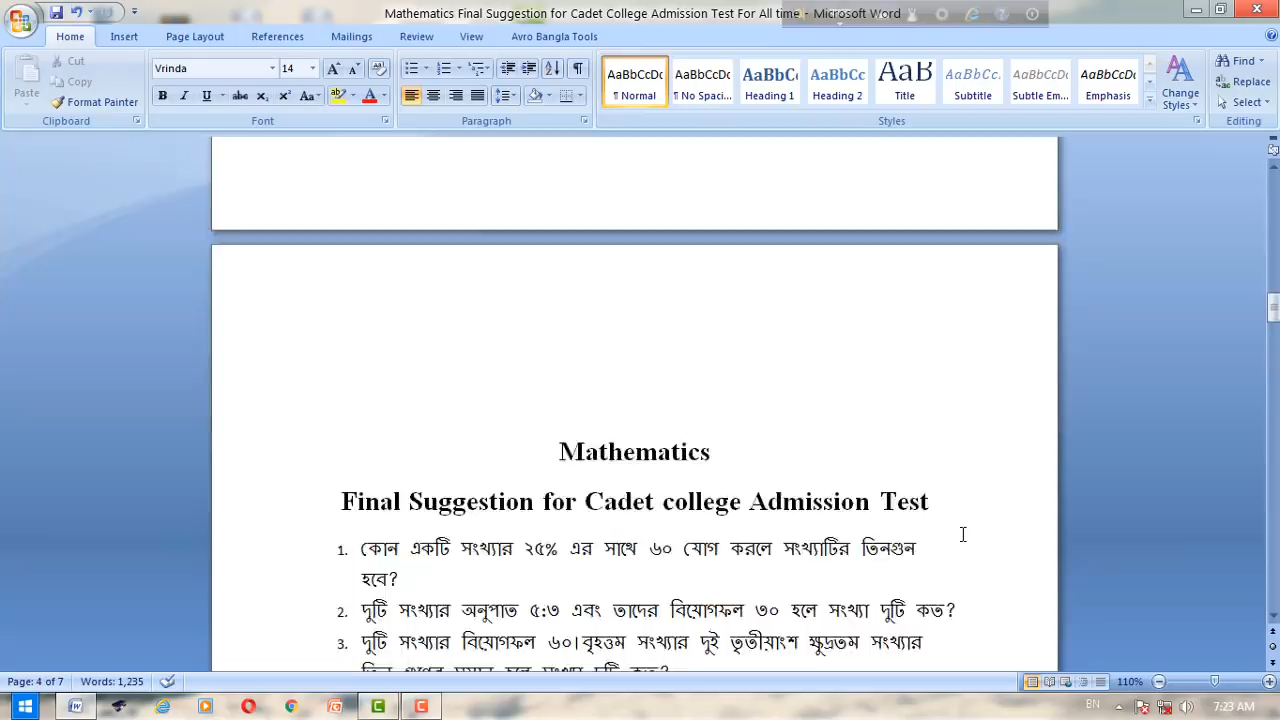 Mathematics Final Suggestion for Cadet College Admission Test For All time - Microsoft Word
Home Insert Page Layout References Mailings Review View Avro Bangla Tools
Paste
Cut
Copy
Format Painter
Clipboard
Vrinda 14
Font
Paragraph
AaBbCcDc AaBbCcDc AaBbC AaBbCc AaB AaBbCc. AaBbCcDc AaBbCcDc
¶ Normal ¶ No Spaci... Heading 1 Heading 2 Title Subtitle Subtle Em... Emphasis
Change Styles
Styles
Find
Replace
Select
Editing
Mathematics
Final Suggestion for Cadet college Admission Test
1. কোন একটি সংখ্যার ২৫% এর সাথে ৬০ যোগ করলে সংখ্যাটির তিনগুন
হবে?
2. দুটি সংখ্যার অনুপাত ৫:৩ এবং তাদের বিয়োগফল ৩০ হলে সংখ্যা দুটি কত?
3. দুটি সংখ্যার বিয়োগফল ৬০।বৃহত্তম সংখ্যার দুই তৃতীয়াংশ ক্ষুদ্রতম সংখ্যার
Page: 4 of 7 Words: 1,235 110%
BN 7:23 AM